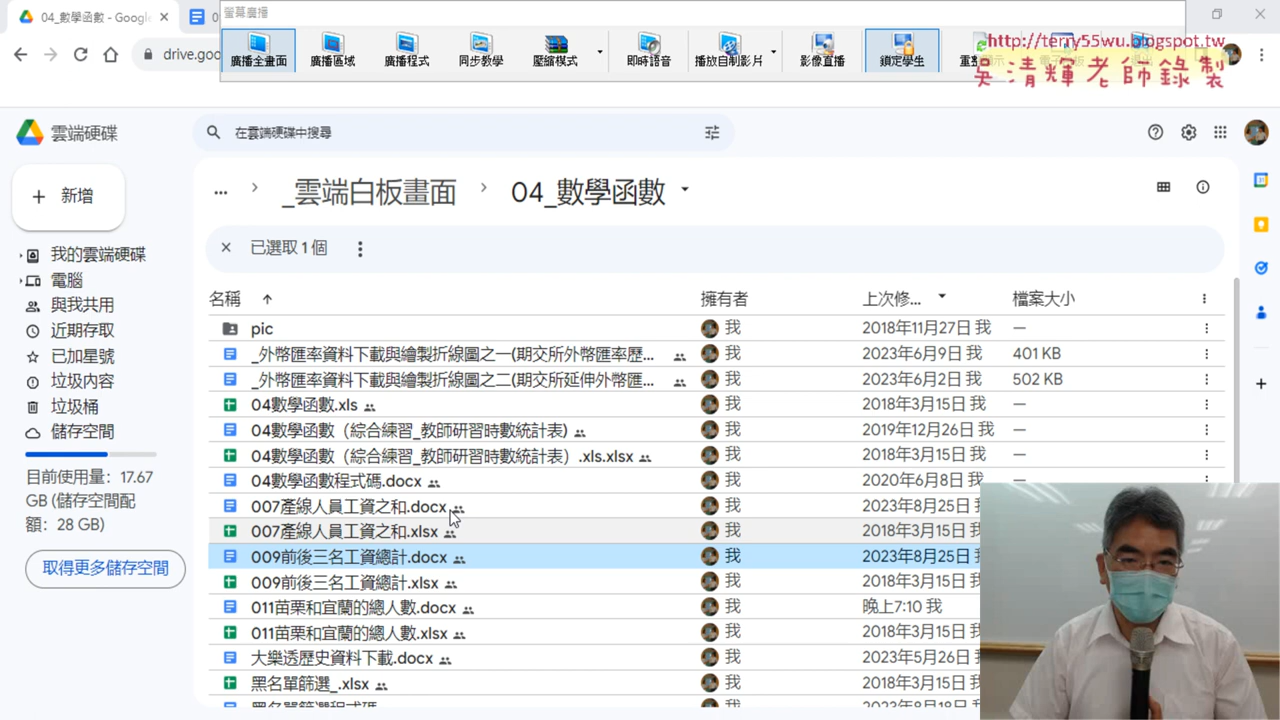 04_數學函數 - Google
0
螢幕廣播
drive.goo
廣播全畫面
廣播區域
廣播程式
同步教學
壓縮模式
即時語音
播放自制影片
影像直播
鎖定學生
http://terry55wu.blogspot.tw
吳清輝老師錄製
雲端硬碟
在雲端硬碟中搜尋
新增
... › _雲端白板畫面 › 04_數學函數
已選取 1 個
我的雲端硬碟
電腦
與我共用
近期存取
已加星號
垃圾內容
垃圾桶
儲存空間
目前使用量：17.67
GB (儲存空間配
額：28 GB)
取得更多儲存空間
名稱 擁有者 上次修... 檔案大小
pic 我 2018年11月27日 我 —
_外幣匯率資料下載與繪製折線圖之一(期交所外幣匯率歷... 我 2023年6月9日 我 401 KB
_外幣匯率資料下載與繪製折線圖之二(期交所延伸外幣匯... 我 2023年6月2日 我 502 KB
04數學函數.xls 我 2018年3月15日 我 —
04數學函數（綜合練習_教師研習時數統計表) 我 2019年12月26日 我 —
04數學函數（綜合練習_教師研習時數統計表）.xls.xlsx 我 2018年3月15日 我 —
04數學函數程式碼.docx 我 2020年6月8日 我 —
007產線人員工資之和.docx 我 2023年8月25日 我
007產線人員工資之和.xlsx 我 2018年3月15日 我
009前後三名工資總計.docx 我 2023年8月25日 我
009前後三名工資總計.xlsx 我 2018年3月15日 我
011苗栗和宜蘭的總人數.docx 我 晚上7:10 我
011苗栗和宜蘭的總人數.xlsx 我 2018年3月15日 我
大樂透歷史資料下載.docx 我 2023年5月26日 我
黑名單篩選_.xlsx 我 2018年3月15日 我